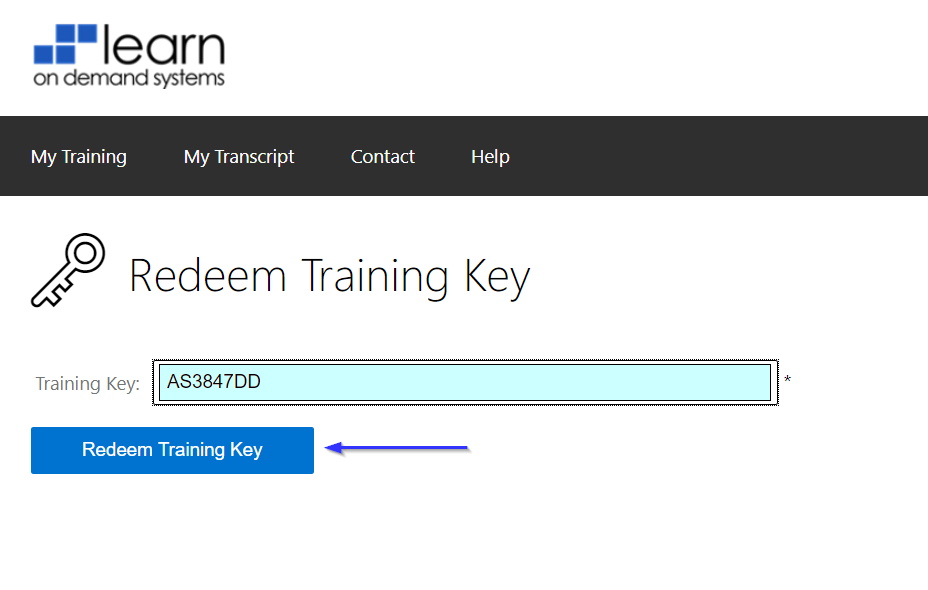 learn
on demand systems
My Training My Transcript Contact Help
Redeem Training Key
Training Key: AS3847DD *
Redeem Training Key